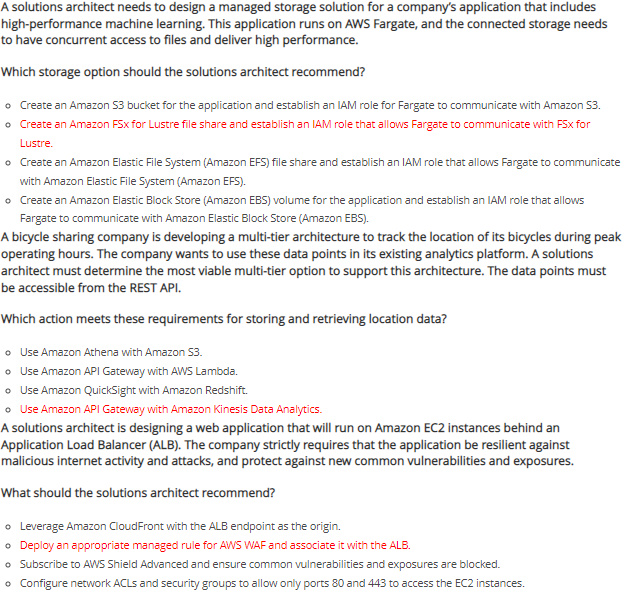 A solutions architect needs to design a managed storage solution for a company's application that includes
high-performance machine learning. This application runs on AWS Fargate, and the connected storage needs
to have concurrent access to files and deliver high performance.
Which storage option should the solutions architect recommend?
Create an Amazon S3 bucket for the application and establish an IAM role for Fargate to communicate with Amazon S3.
Create an Amazon FSx for Lustre file share and establish an IAM role that allows Fargate to communicate with FSx for
Lustre.
Create an Amazon Elastic File System (Amazon EFS) file share and establish an IAM role that allows Fargate to communicate
with Amazon Elastic File System (Amazon EFS).
Create an Amazon Elastic Block Store (Amazon EBS) volume for the application and establish an IAM role that allows
Fargate to communicate with Amazon Elastic Block Store (Amazon EBS).
A bicycle sharing company is developing a multi-tier architecture to track the location of its bicycles during peak
operating hours. The company wants to use these data points in its existing analytics platform. A solutions
architect must determine the most viable multi-tier option to support this architecture. The data points must
be accessible from the REST API.
Which action meets these requirements for storing and retrieving location data?
Use Amazon Athena with Amazon S3.
Use Amazon API Gateway with AWS Lambda.
Use Amazon QuickSight with Amazon Redshift.
Use Amazon API Gateway with Amazon Kinesis Data Analytics.
A solutions architect is designing a web application that will run on Amazon EC2 instances behind an
Application Load Balancer (ALB). The company strictly requires that the application be resilient against
malicious internet activity and attacks, and protect against new common vulnerabilities and exposures.
What should the solutions architect recommend?
Leverage Amazon CloudFront with the ALB endpoint as the origin.
Deploy an appropriate managed rule for AWS WAF and associate it with the ALB.
Subscribe to AWS Shield Advanced and ensure common vulnerabilities and exposures are blocked.
Configure network ACLs and security groups to allow only ports 80 and 443 to access the EC2 instances.